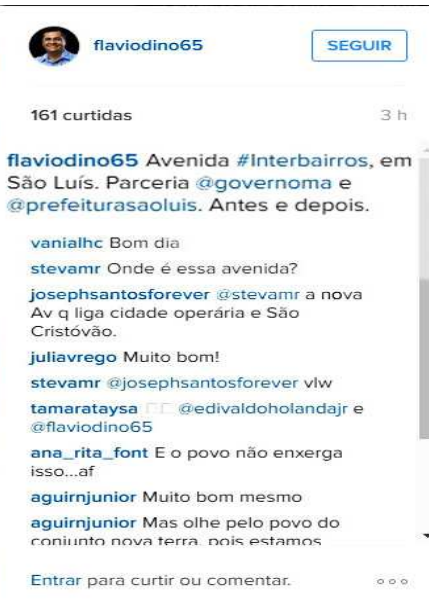 flaviodino65
SEGUIR
161 curtidas
3 h
flaviodino65 Avenida #Interbairros, em
São Luís. Parceria @governoma e
@prefeiturasaoluis. Antes e depois.
vanialhc Bom dia
stevamr Onde é essa avenida?
josephsantosforever @stevamr a nova
Av q liga cidade operária e São
Cristóvão.
juliavrego Muito bom!
stevamr @josephsantosforever vlw
tamarataysa @edivaldoholandajr e
@flaviodino65
ana_rita_font E o povo não enxerga
isso...af
aguirnjunior Muito bom mesmo
aguirnjunior Mas olhe pelo povo do
conjunto nova terra, pois estamos
Entrar para curtir ou comentar.